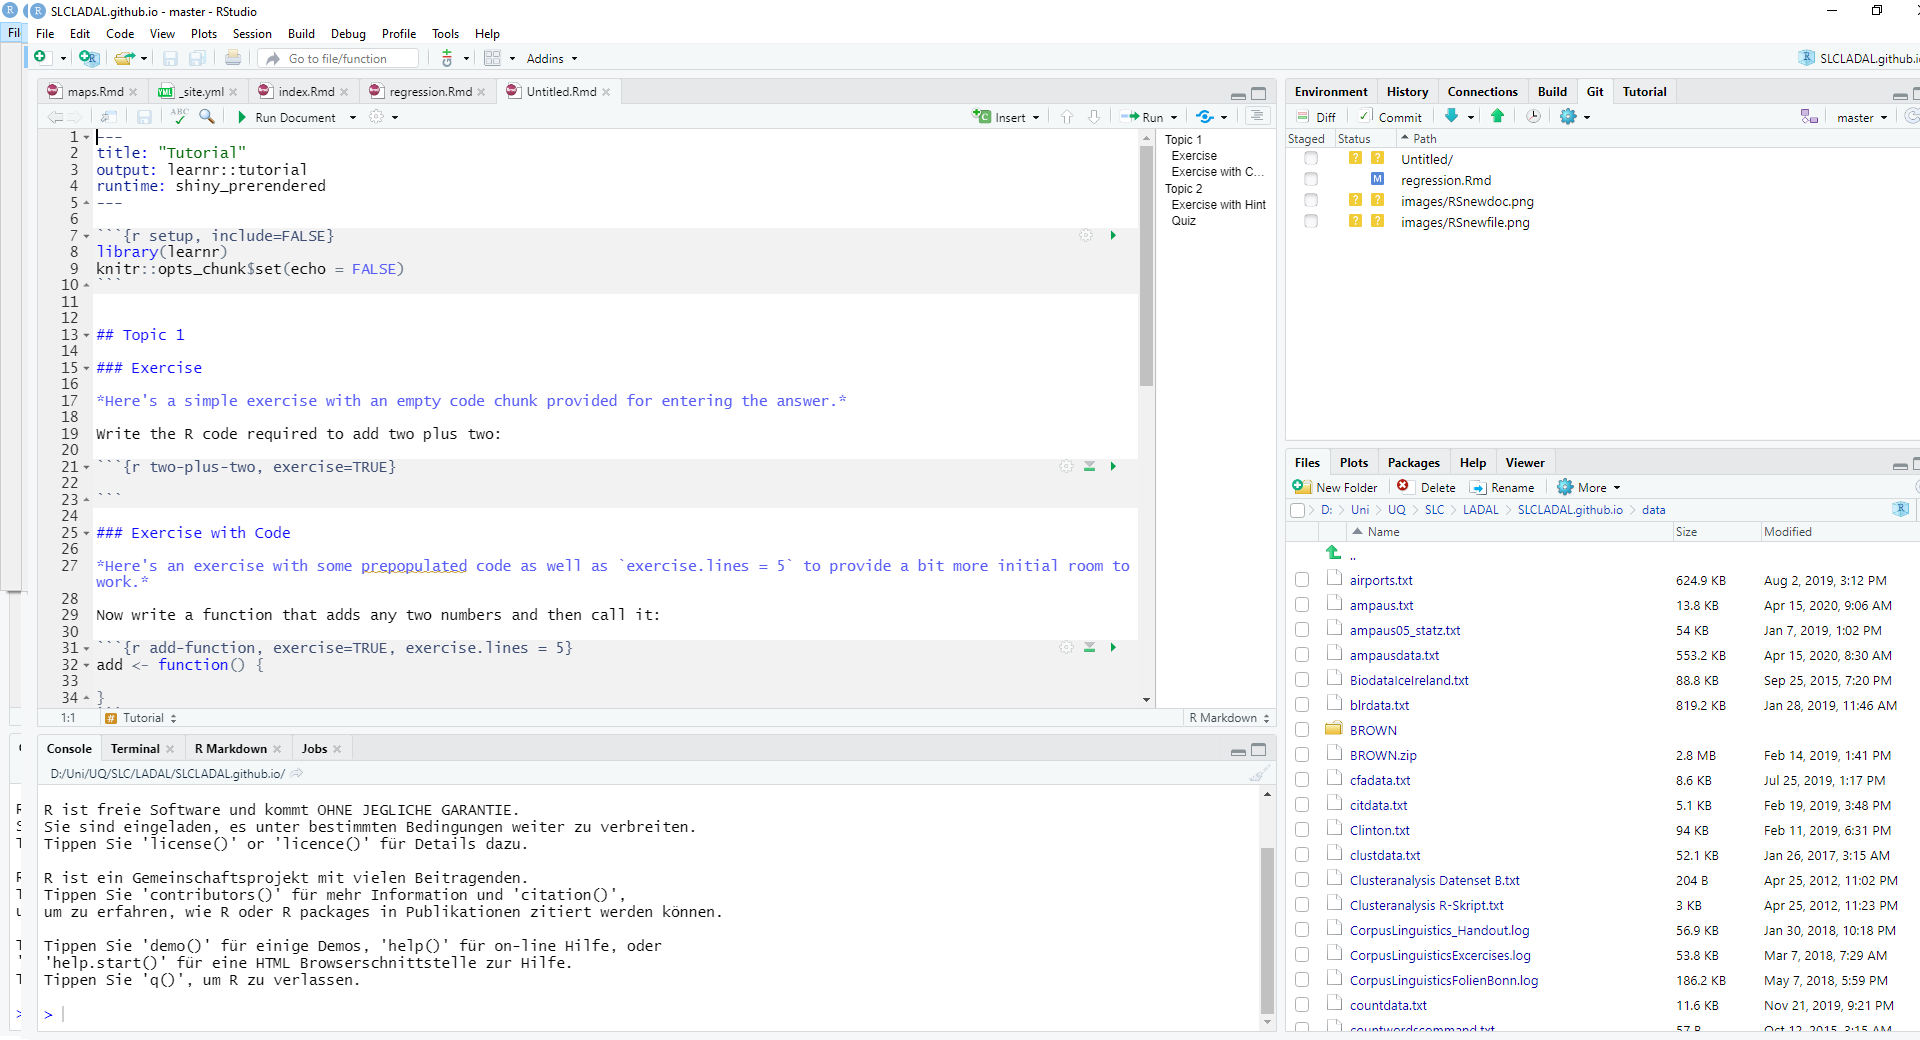 SLCLADAL.github.io - master - RStudio
File Edit Code View Plots Session Build Debug Profile Tools Help
Go to file/function Addins SLCLADAL.github.i
maps.Rmd _site.yml index.Rmd regression.Rmd Untitled.Rmd
ABC Run Document Insert Run
1 ---
2 title: "Tutorial"
3 output: learnr::tutorial
4 runtime: shiny_prerendered
5 ---
6
7 ```{r setup, include=FALSE}
8 library(learnr)
9 knitr::opts_chunk$set(echo = FALSE)
10 ```
11
12
13 ## Topic 1
14
15 ### Exercise
16
17 *Here's a simple exercise with an empty code chunk provided for entering the answer.*
18
19 Write the R code required to add two plus two:
20
21 ```{r two-plus-two, exercise=TRUE}
22
23 ```
24
25 ### Exercise with Code
26
27 *Here's an exercise with some prepopulated code as well as `exercise.lines = 5` to provide a bit more initial room to
work.*
28
29 Now write a function that adds any two numbers and then call it:
30
31 ```{r add-function, exercise=TRUE, exercise.lines = 5}
32 add <- function() {
33
34 }
Topic 1
Exercise
Exercise with C...
Topic 2
Exercise with Hint
Quiz
1:1 # Tutorial R Markdown
Console Terminal R Markdown Jobs
D:/Uni/UQ/SLC/LADAL/SLCLADAL.github.io/
R ist freie Software und kommt OHNE JEGLICHE GARANTIE.
Sie sind eingeladen, es unter bestimmten Bedingungen weiter zu verbreiten.
Tippen Sie 'license()' or 'licence()' für Details dazu.
R ist ein Gemeinschaftsprojekt mit vielen Beitragenden.
Tippen Sie 'contributors()' für mehr Information und 'citation()',
um zu erfahren, wie R oder R packages in Publikationen zitiert werden können.
Tippen Sie 'demo()' für einige Demos, 'help()' für on-line Hilfe, oder
'help.start()' für eine HTML Browserschnittstelle zur Hilfe.
Tippen Sie 'q()', um R zu verlassen.
>
Environment History Connections Build Git Tutorial
Diff Commit master
Staged Status Path
? ? Untitled/
M regression.Rmd
? ? images/RSnewdoc.png
? ? images/RSnewfile.png
Files Plots Packages Help Viewer
New Folder Delete Rename More
D: > Uni > UQ > SLC > LADAL > SLCLADAL.github.io > data
Name Size Modified
..
airports.txt 624.9 KB Aug 2, 2019, 3:12 PM
ampaus.txt 13.8 KB Apr 15, 2020, 9:06 AM
ampaus05_statz.txt 54 KB Jan 7, 2019, 1:02 PM
ampausdata.txt 553.2 KB Apr 15, 2020, 8:30 AM
BiodataIceIreland.txt 88.8 KB Sep 25, 2015, 7:20 PM
blrdata.txt 819.2 KB Jan 28, 2019, 11:46 AM
BROWN
BROWN.zip 2.8 MB Feb 14, 2019, 1:41 PM
cfadata.txt 8.6 KB Jul 25, 2019, 1:17 PM
citdata.txt 5.1 KB Feb 19, 2019, 3:48 PM
Clinton.txt 94 KB Feb 11, 2019, 6:31 PM
clustdata.txt 52.1 KB Jan 26, 2017, 3:15 AM
Clusteranalysis Datenset B.txt 204 B Apr 25, 2012, 11:02 PM
Clusteranalysis R-Skript.txt 3 KB Apr 25, 2012, 11:23 PM
CorpusLinguistics_Handout.log 56.9 KB Jan 30, 2018, 10:18 PM
CorpusLinguisticsExcercises.log 53.8 KB Mar 7, 2018, 7:29 AM
CorpusLinguisticsFolienBonn.log 186.2 KB May 7, 2018, 5:59 PM
countdata.txt 11.6 KB Nov 21, 2019, 9:21 PM
countwordscommand.txt 57 B Oct 12, 2015, 3:15 AM